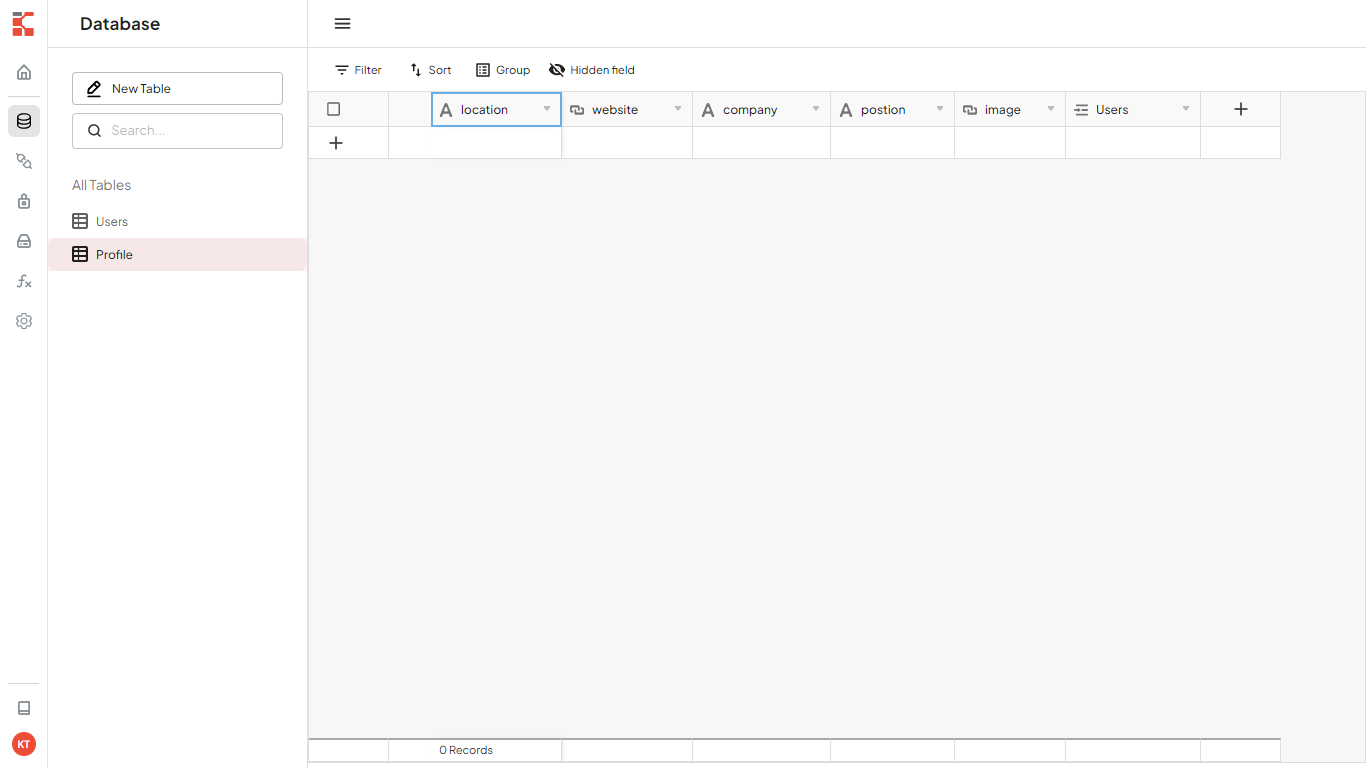 Database
New Table
Search...
All Tables
Users
Profile
KT
Filter Sort Group Hidden field
location website company postion image Users
0 Records